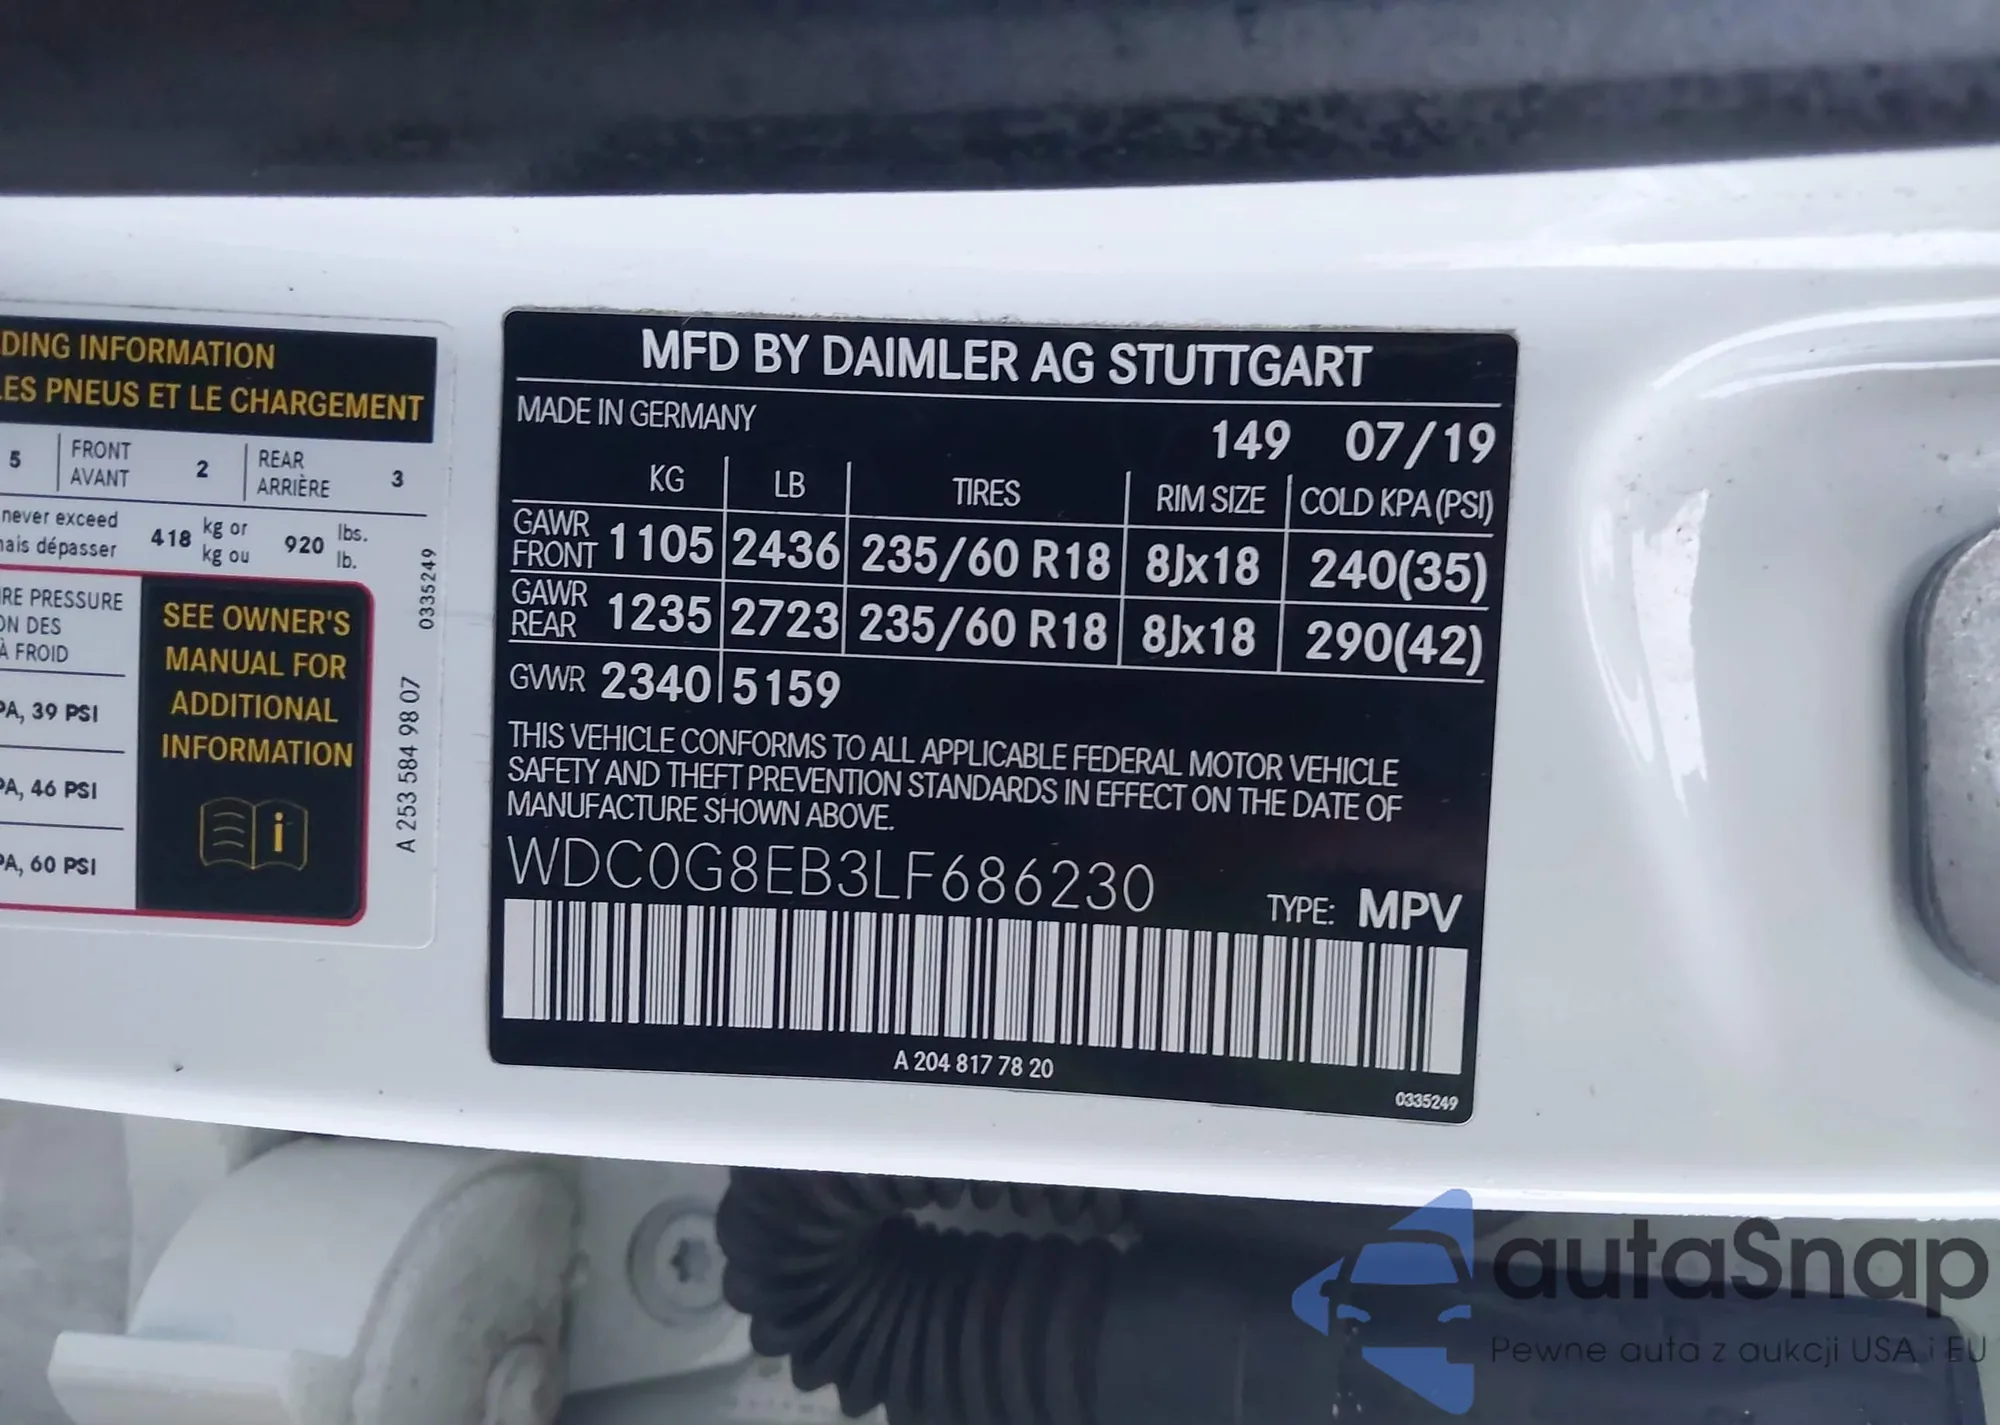 DING INFORMATION
LES PNEUS ET LE CHARGEMENT
5 FRONT AVANT 2 REAR ARRIÈRE 3
never exceed 418 kg or 920 lbs.
mais dépasser kg ou lb.
RE PRESSURE
ON DES
À FROID
PA, 39 PSI
PA, 46 PSI
PA, 60 PSI
SEE OWNER'S
MANUAL FOR
ADDITIONAL
INFORMATION
i
0335249
A 253 584 98 07
MFD BY DAIMLER AG STUTTGART
MADE IN GERMANY
149 07/19
KG LB TIRES RIM SIZE COLD KPA (PSI)
GAWR FRONT 1105 2436 235/60 R18 8Jx18 240(35)
GAWR REAR 1235 2723 235/60 R18 8Jx18 290(42)
GVWR 2340 5159
THIS VEHICLE CONFORMS TO ALL APPLICABLE FEDERAL MOTOR VEHICLE
SAFETY AND THEFT PREVENTION STANDARDS IN EFFECT ON THE DATE OF
MANUFACTURE SHOWN ABOVE.
WDC0G8EB3LF686230
TYPE: MPV
A 204 817 78 20
0335249
autaSnap
Pewne auta z aukcji USA i EU